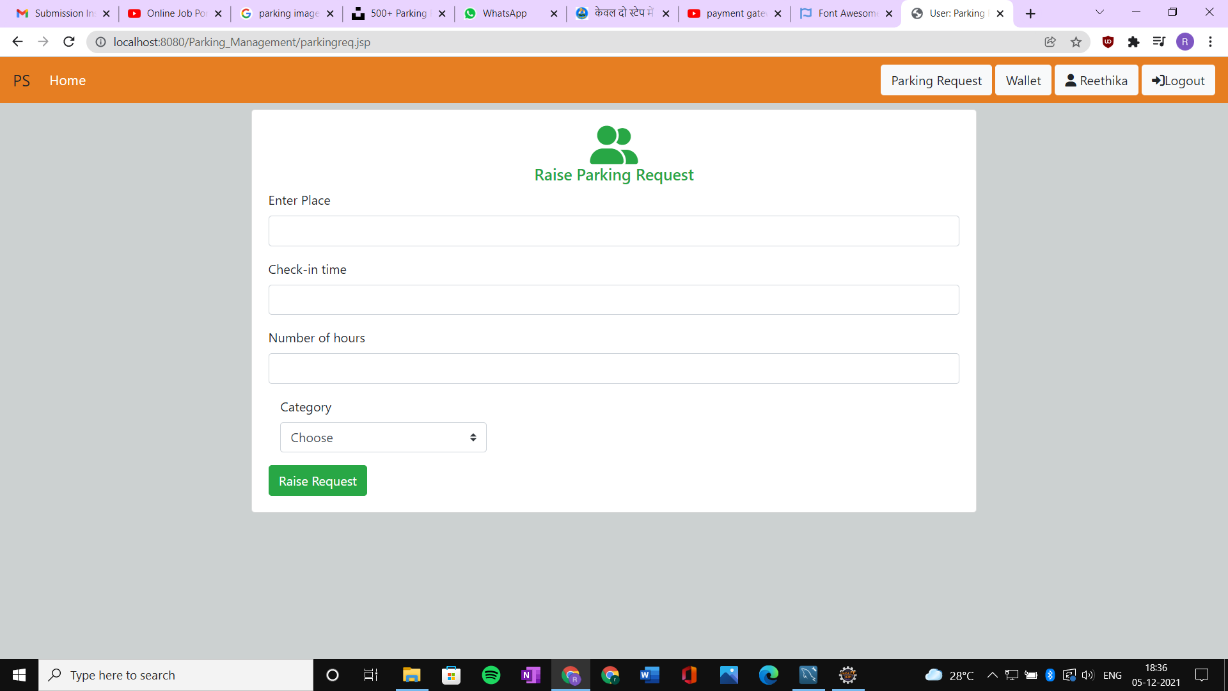 Submission In
Online Job Po
parking image
500+ Parking
WhatsApp
केवल दो स्टेप में
payment gate
Font Awesom
User: Parking
localhost:8080/Parking_Management/parkingreq.jsp
R
PS
Home
Parking Request
Wallet
Reethika
Logout
Raise Parking Request
Enter Place
Check-in time
Number of hours
Category
Choose
Raise Request
Type here to search
28°C
ENG
18:36
05-12-2021